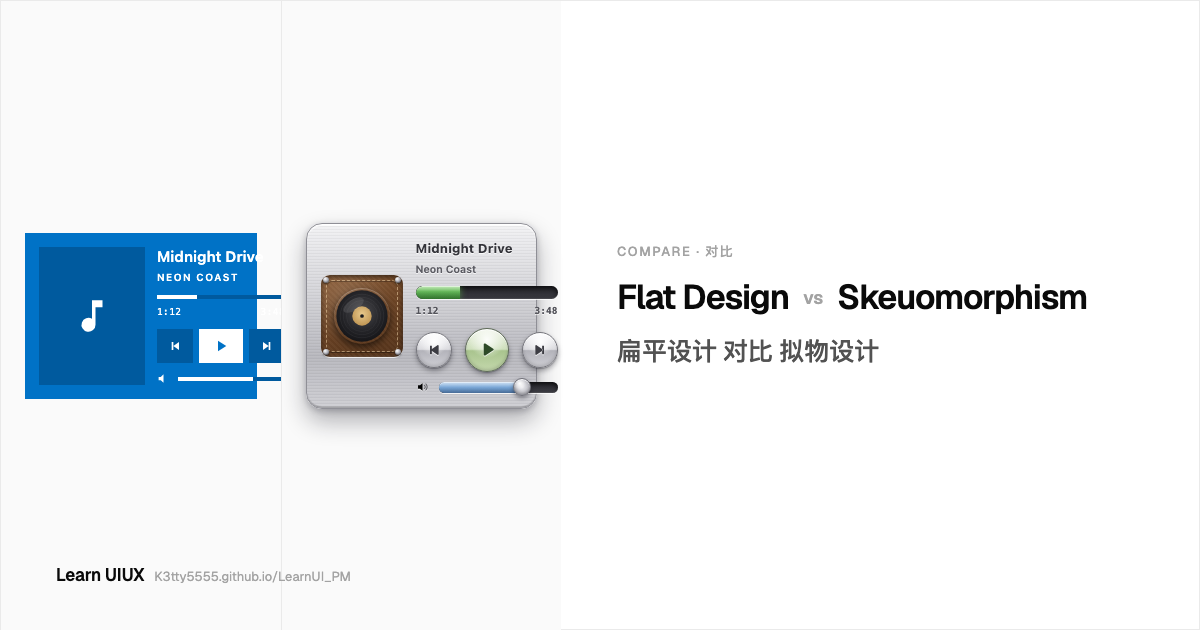 Midnight Drive
NEON COAST
1:12
Midnight Drive
Neon Coast
1:12 3:48
COMPARE · 对比
Flat Design vs Skeuomorphism
扁平设计 对比 拟物设计
Learn UIUX K3tty5555.github.io/LearnUI_PM